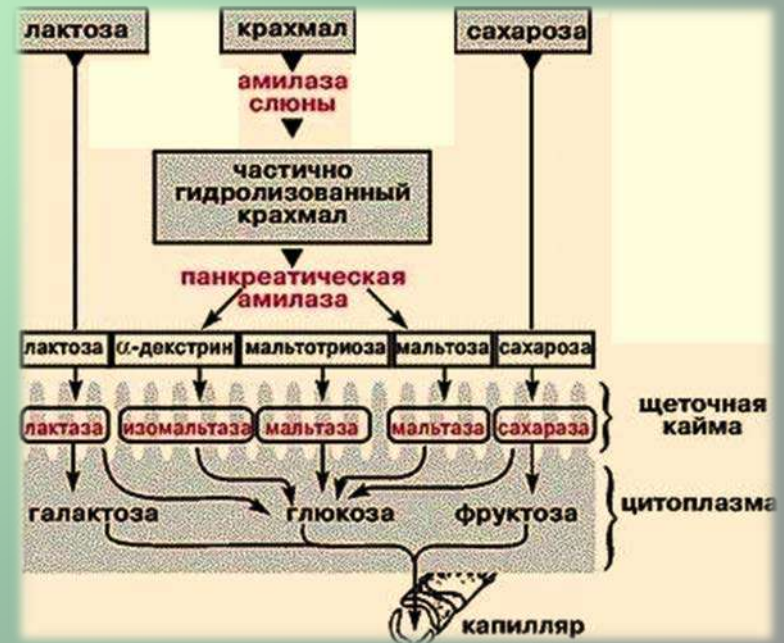 лактоза
крахмал
сахароза
амилаза
слюны
частично
гидролизованный
крахмал
панкреатическая
амилаза
лактоза
α-декстрин
мальтотриоза
мальтоза
сахароза
лактаза
изомальтаза
мальтаза
мальтаза
сахараза
щеточная
кайма
галактоза
глюкоза
фруктоза
цитоплазма
капилляр